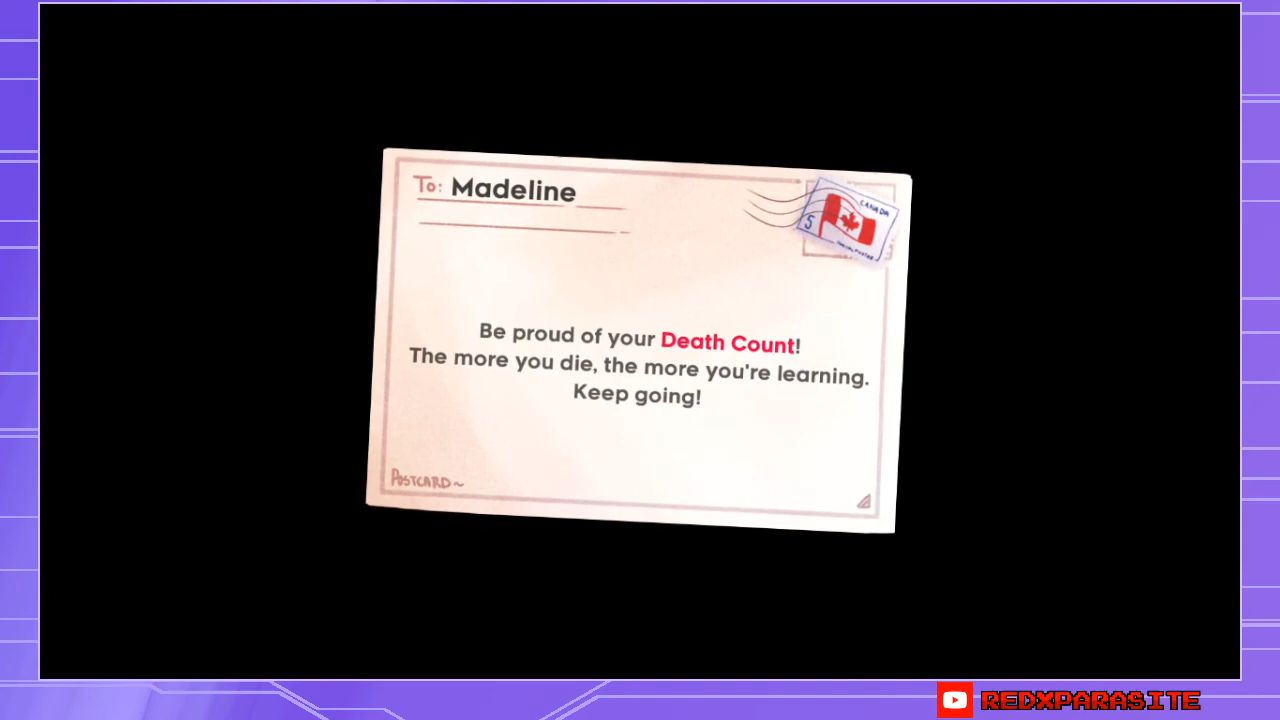 To: Madeline
CANADA
5
Be proud of your Death Count!
The more you die, the more you're learning.
Keep going!
POSTCARD~
REDXPARASITE